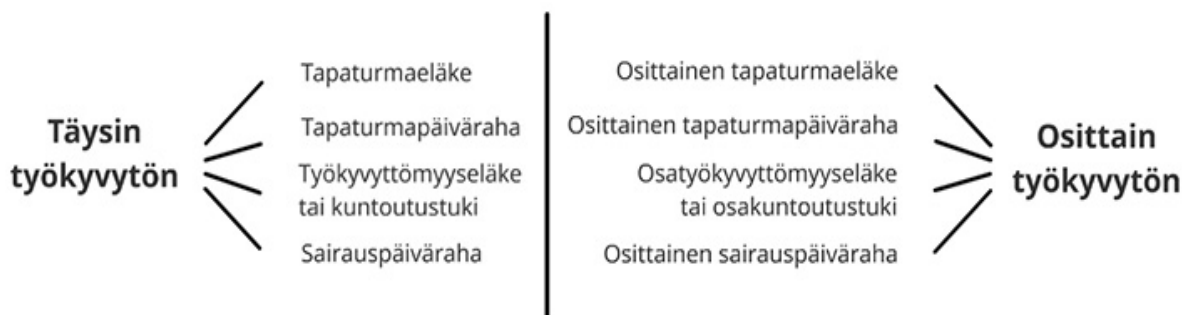 Täysin
työkyvytön
Tapaturmaeläke
Tapaturmapäiväraha
Työkyvyttömyyseläke
tai kuntoutustuki
Sairauspäiväraha
Osittainen tapaturmaeläke
Osittainen tapaturmapäiväraha
Osatyökyvyttömyyseläke
tai osakuntoutustuki
Osittainen sairauspäiväraha
Osittain
työkyvytön